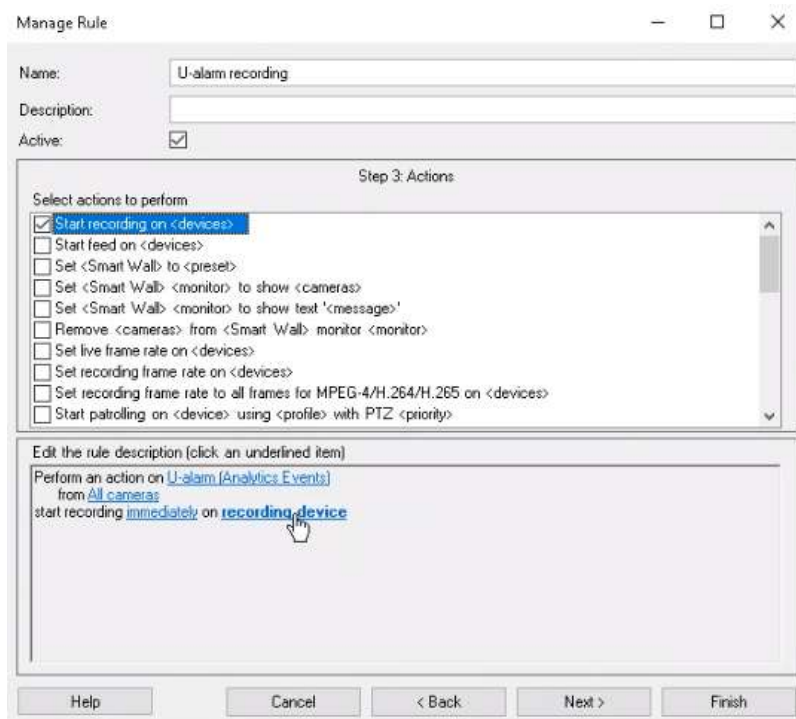 Manage Rule
Name:
U-alarm recording
Description:
Active:
Step 3: Actions
Select actions to perform
Start recording on <devices>
Start feed on <devices>
Set <Smart Wall> to <preset>
Set <Smart Wall> <monitor> to show <cameras>
Set <Smart Wall> <monitor> to show text '<message>'
Remove <cameras> from <Smart Wall> monitor <monitor>
Set live frame rate on <devices>
Set recording frame rate on <devices>
Set recording frame rate to all frames for MPEG-4/H.264/H.265 on <devices>
Start patrolling on <device> using <profile> with PTZ <priority>
Edit the rule description (click an underlined item)
Perform an action on U-alarm (Analytics Events)
from All cameras
start recording immediately on recording device
Help
Cancel
< Back
Next >
Finish